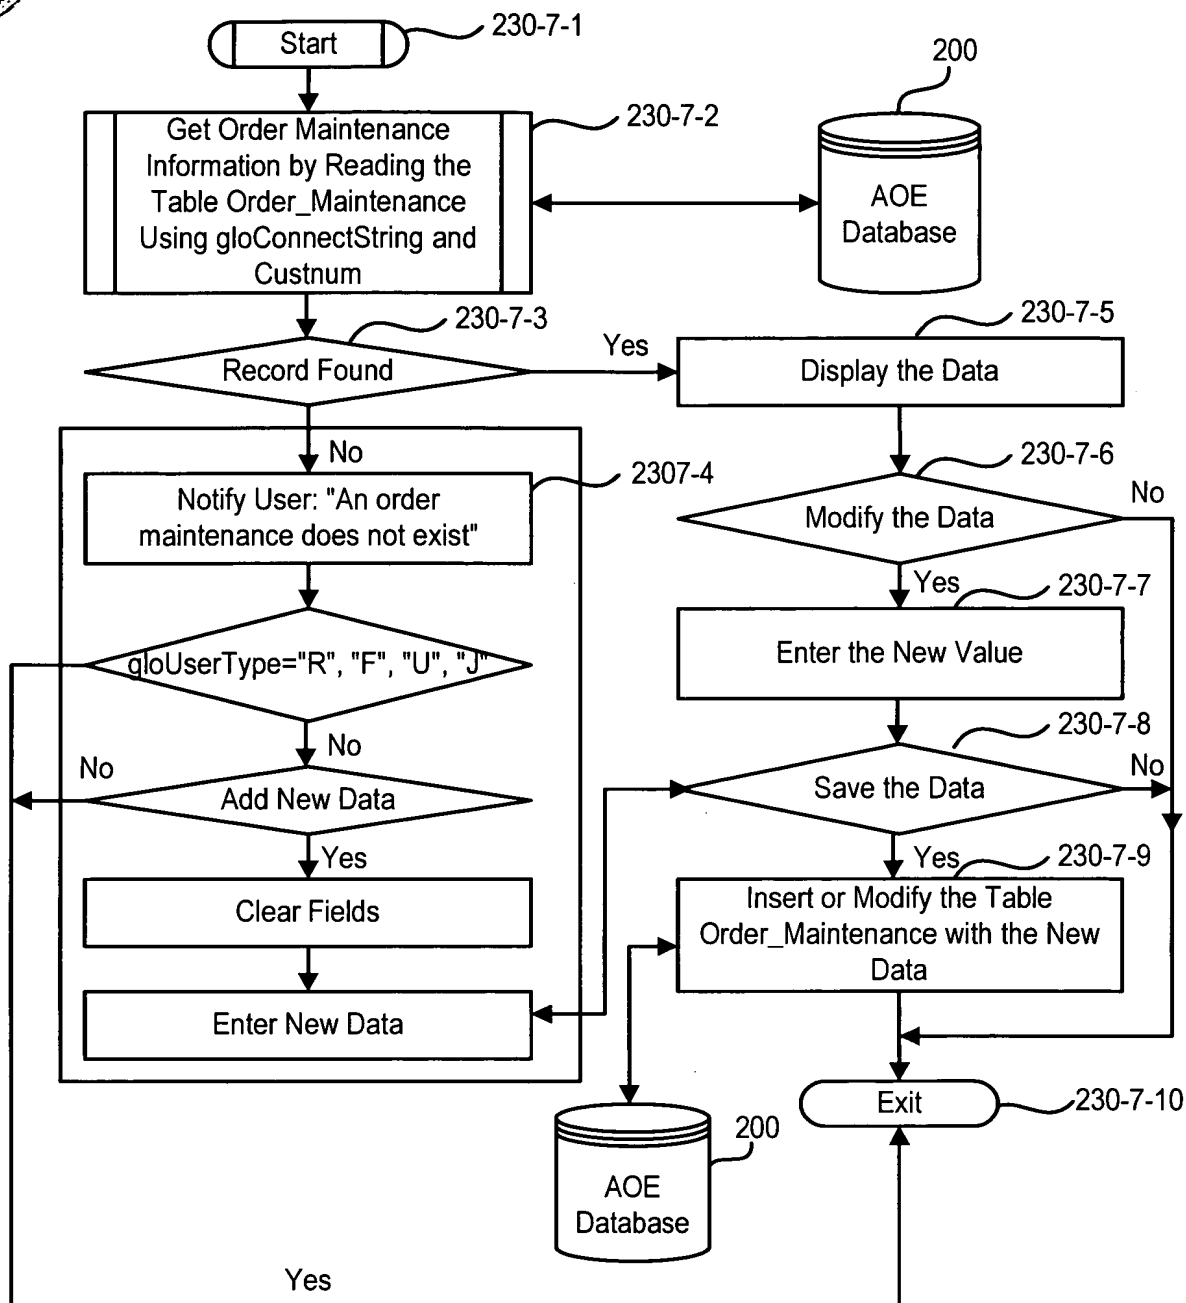 230-7-1
Start
200
230-7-2
Get Order Maintenance
Information by Reading the
Table Order_Maintenance
Using gloConnectString and
Custnum
AOE
Database
230-7-3
230-7-5
Yes
Record Found
Display the Data
No
230-7-6
2307-4
No
Notify User: "An order
maintenance does not exist"
Modify the Data
Yes
230-7-7
gloUserType="R", "F", "U", "J"
Enter the New Value
230-7-8
No
No
No
Add New Data
Save the Data
Yes
Yes
230-7-9
Clear Fields
Insert or Modify the Table
Order_Maintenance with the New
Data
Enter New Data
Exit
230-7-10
200
AOE
Database
Yes